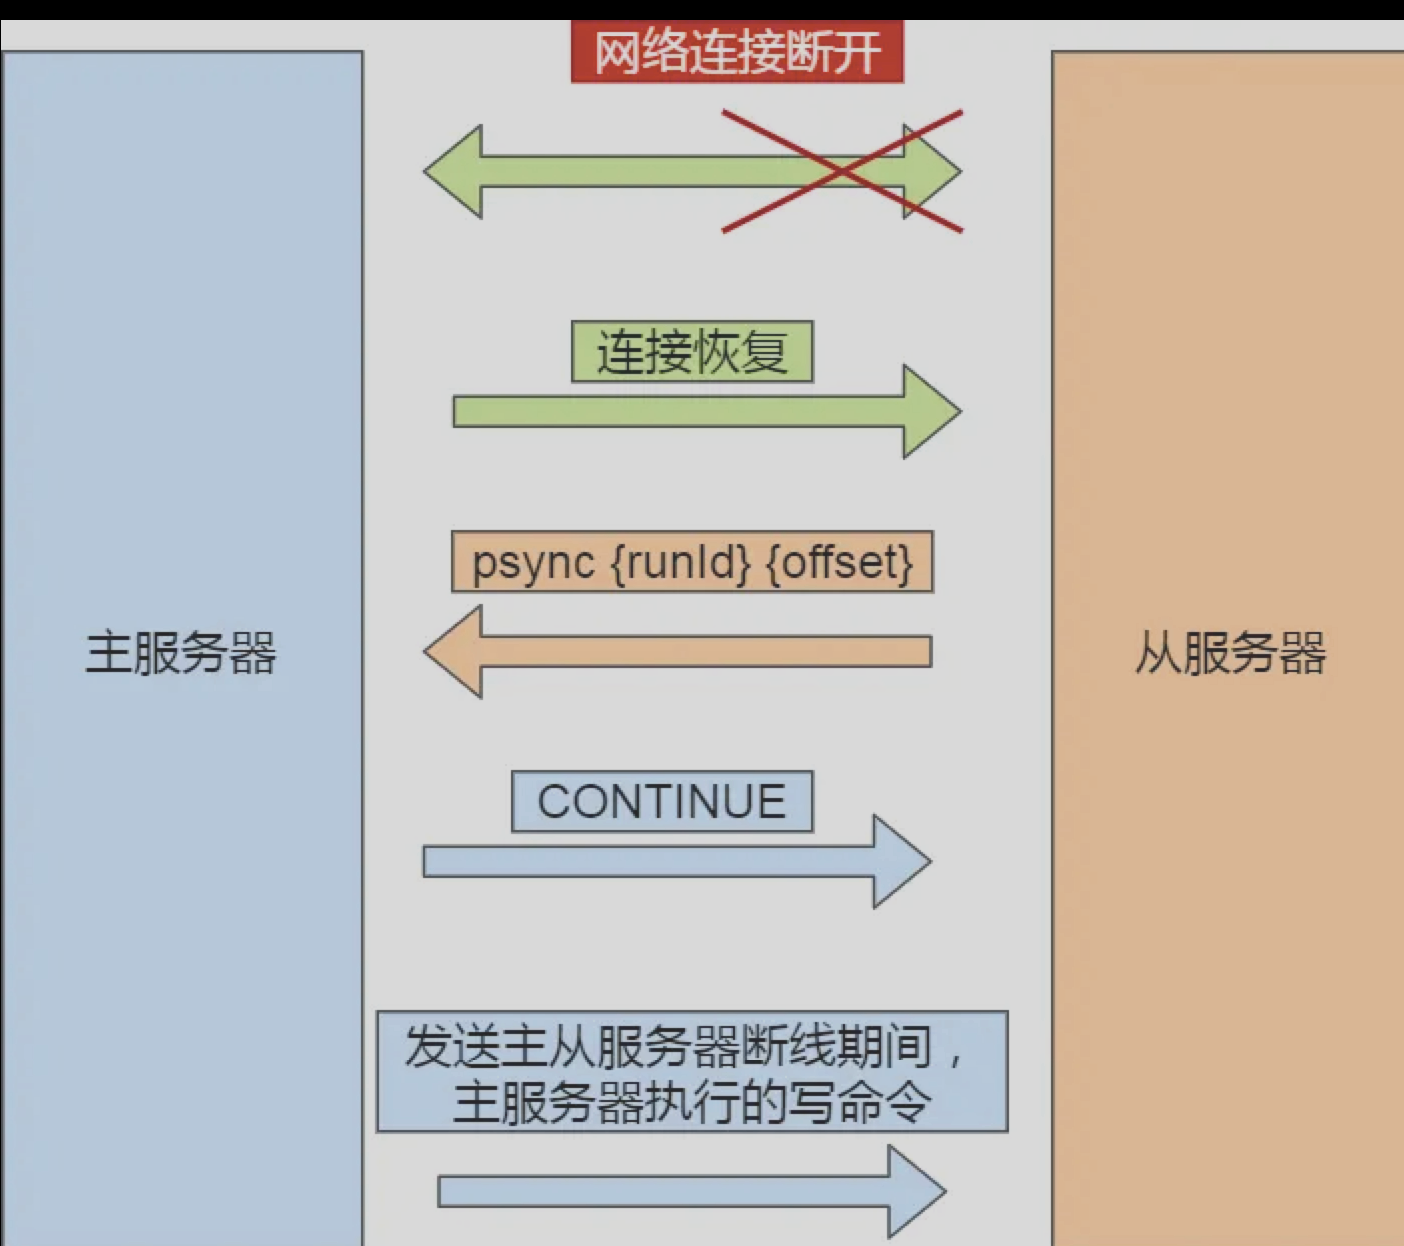 网络连接断开
连接恢复
psync {runId} {offset}
主服务器
从服务器
CONTINUE
发送主从服务器断线期间，
主服务器执行的写命令